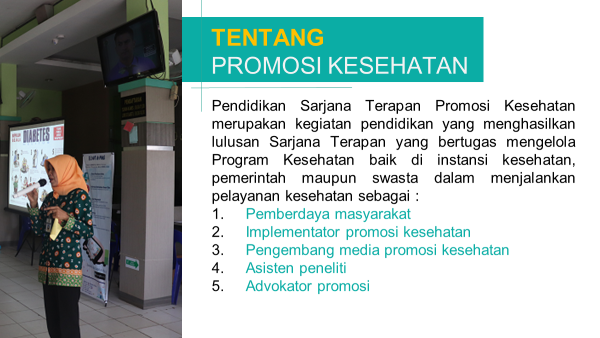 TENTANG
PROMOSI KESEHATAN
Pendidikan Sarjana Terapan Promosi Kesehatan
merupakan kegiatan pendidikan yang menghasilkan
lulusan Sarjana Terapan yang bertugas mengelola
Program Kesehatan baik di instansi kesehatan,
pemerintah maupun swasta dalam menjalankan
pelayanan kesehatan sebagai :
1. Pemberdaya masyarakat
2. Implementator promosi kesehatan
3. Pengembang media promosi kesehatan
4. Asisten peneliti
5. Advokator promosi
DIABETES